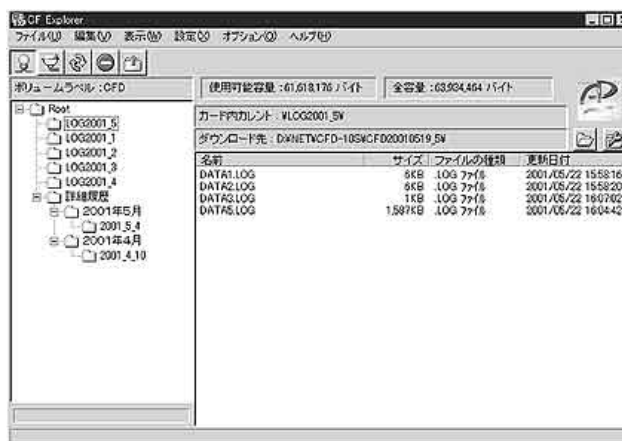 CF Explorer
ファイル(U) 編集(V) 表示(W) 設定(X) オプション(O) ヘルプ(H)
ボリュームラベル :CFD
使用可能容量 :61,618,176 バイト
全容量 :63,934,464 バイト
カード内カレント : ¥LOG2001_5¥
ダウンロード先 : D:¥NET¥CFD-10S¥CFD20010519_5¥
Root
LOG2001_5
LOG2001_1
LOG2001_2
LOG2001_3
LOG2001_4
詳細履歴
2001年5月
2001_5_4
2001年4月
2001_4_10
名前 サイズ ファイルの種類 更新日付
DATA1.LOG 6KB .LOG ファイル 2001/05/22 15:58:16
DATA2.LOG 6KB .LOG ファイル 2001/05/22 15:58:20
DATA3.LOG 1KB .LOG ファイル 2001/05/22 16:07:02
DATA5.LOG 1,597KB .LOG ファイル 2001/05/22 16:04:42